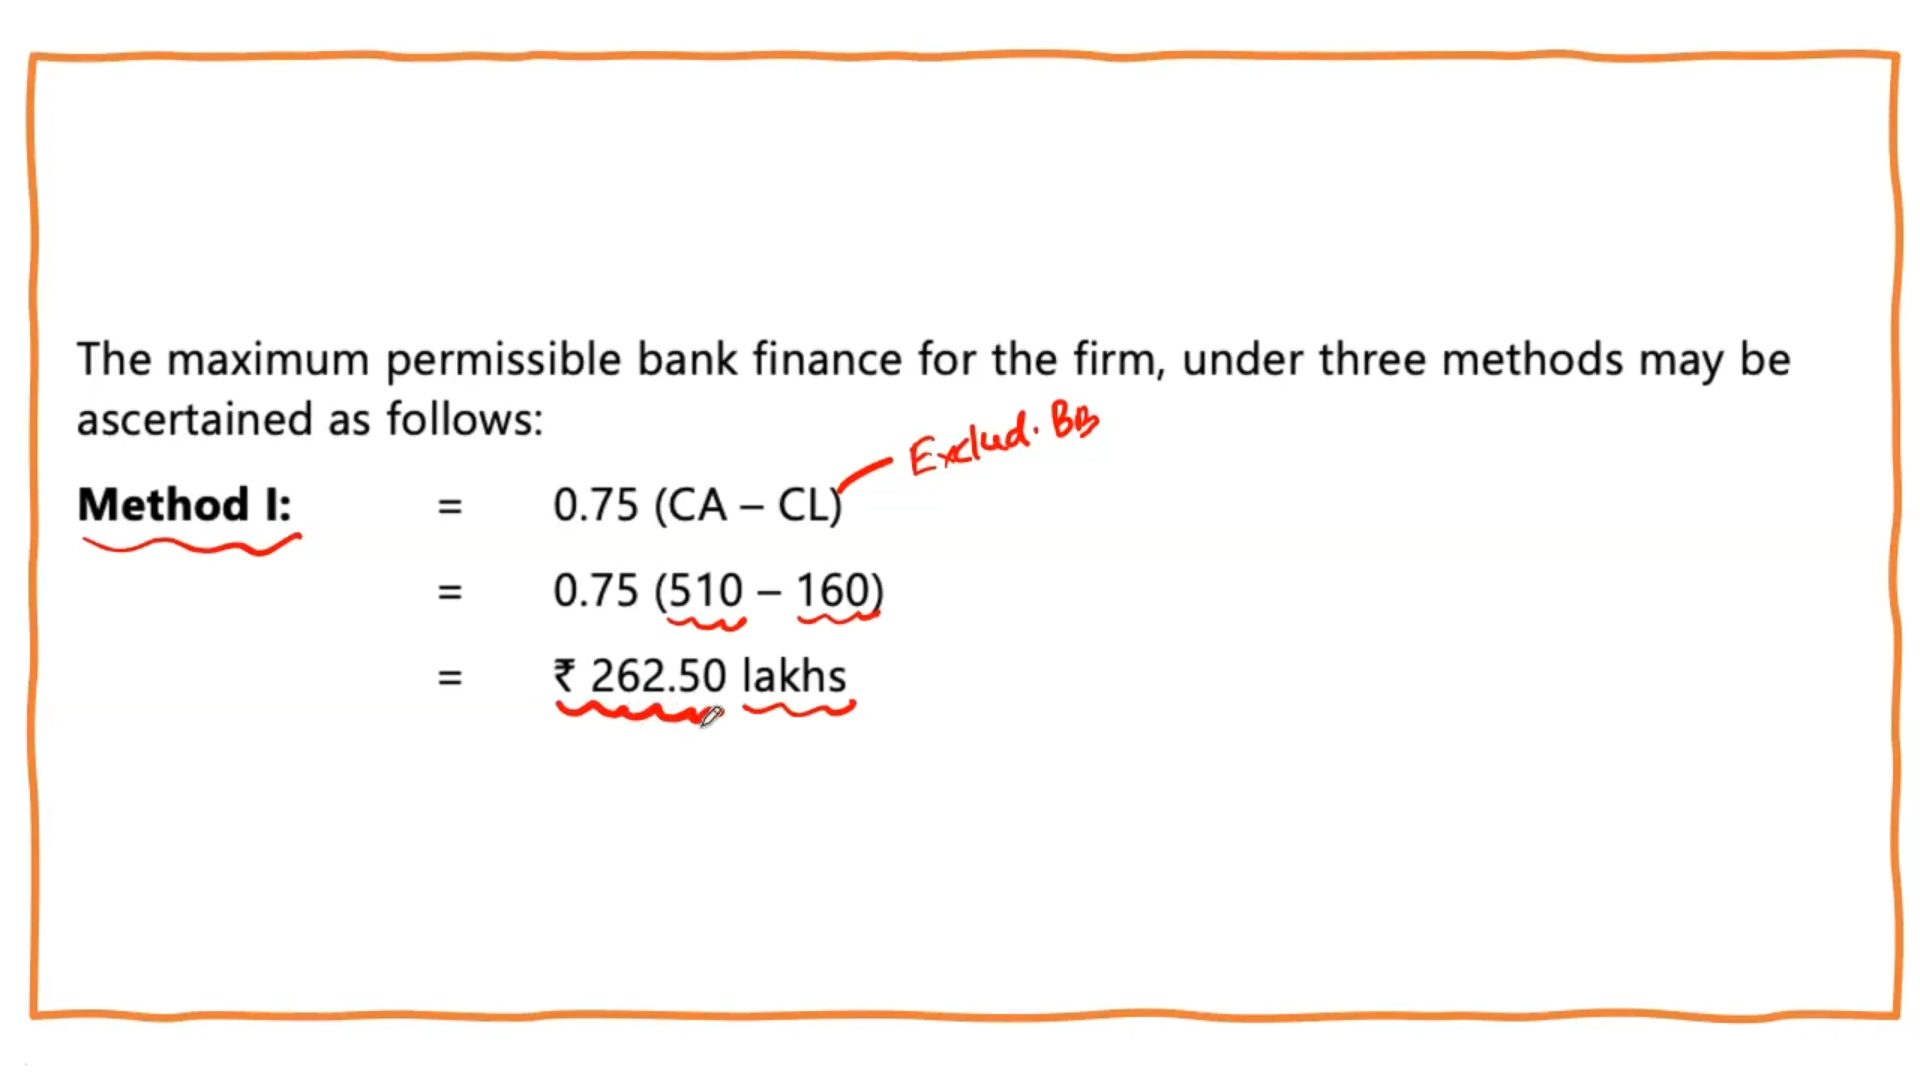 The maximum permissible bank finance for the firm, under three methods may be
ascertained as follows:
Exclud. BB
Method I: = 0.75 (CA – CL)
= 0.75 (510 – 160)
= ₹ 262.50 lakhs